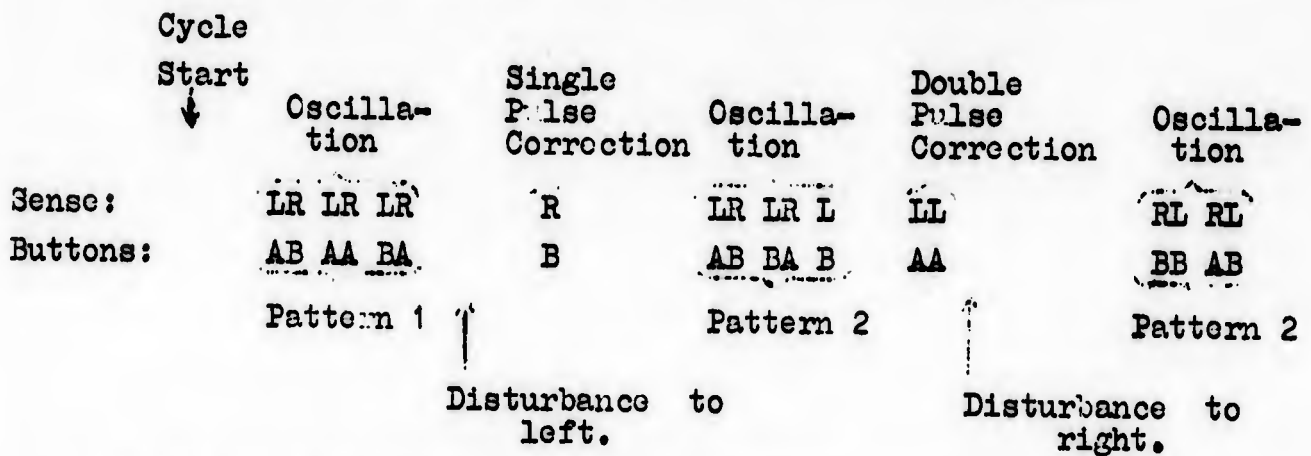 Cycle
Start
Oscilla-
tion
Single
Pulse
Correction
Oscilla-
tion
Double
Pulse
Correction
Oscilla-
tion
Sense: LR LR LR R LR LR L LL RL RL
Buttons: AB AA BA B AB BA B AA BB AB
Pattern 1 Pattern 2 Pattern 2
Disturbance to
left.
Disturbance to
right.